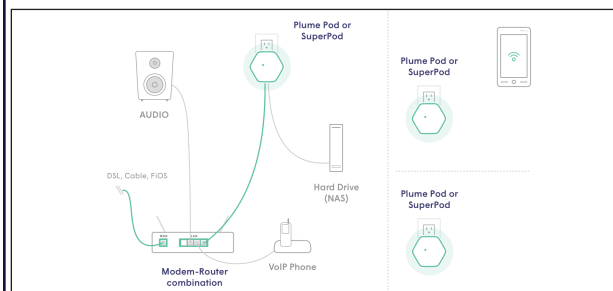 Plume Pod or
SuperPod
AUDIO
DSL, Cable, FiOS
Hard Drive
(NAS)
Modem-Router
combination
VoIP Phone
Plume Pod or
SuperPod
Plume Pod or
SuperPod